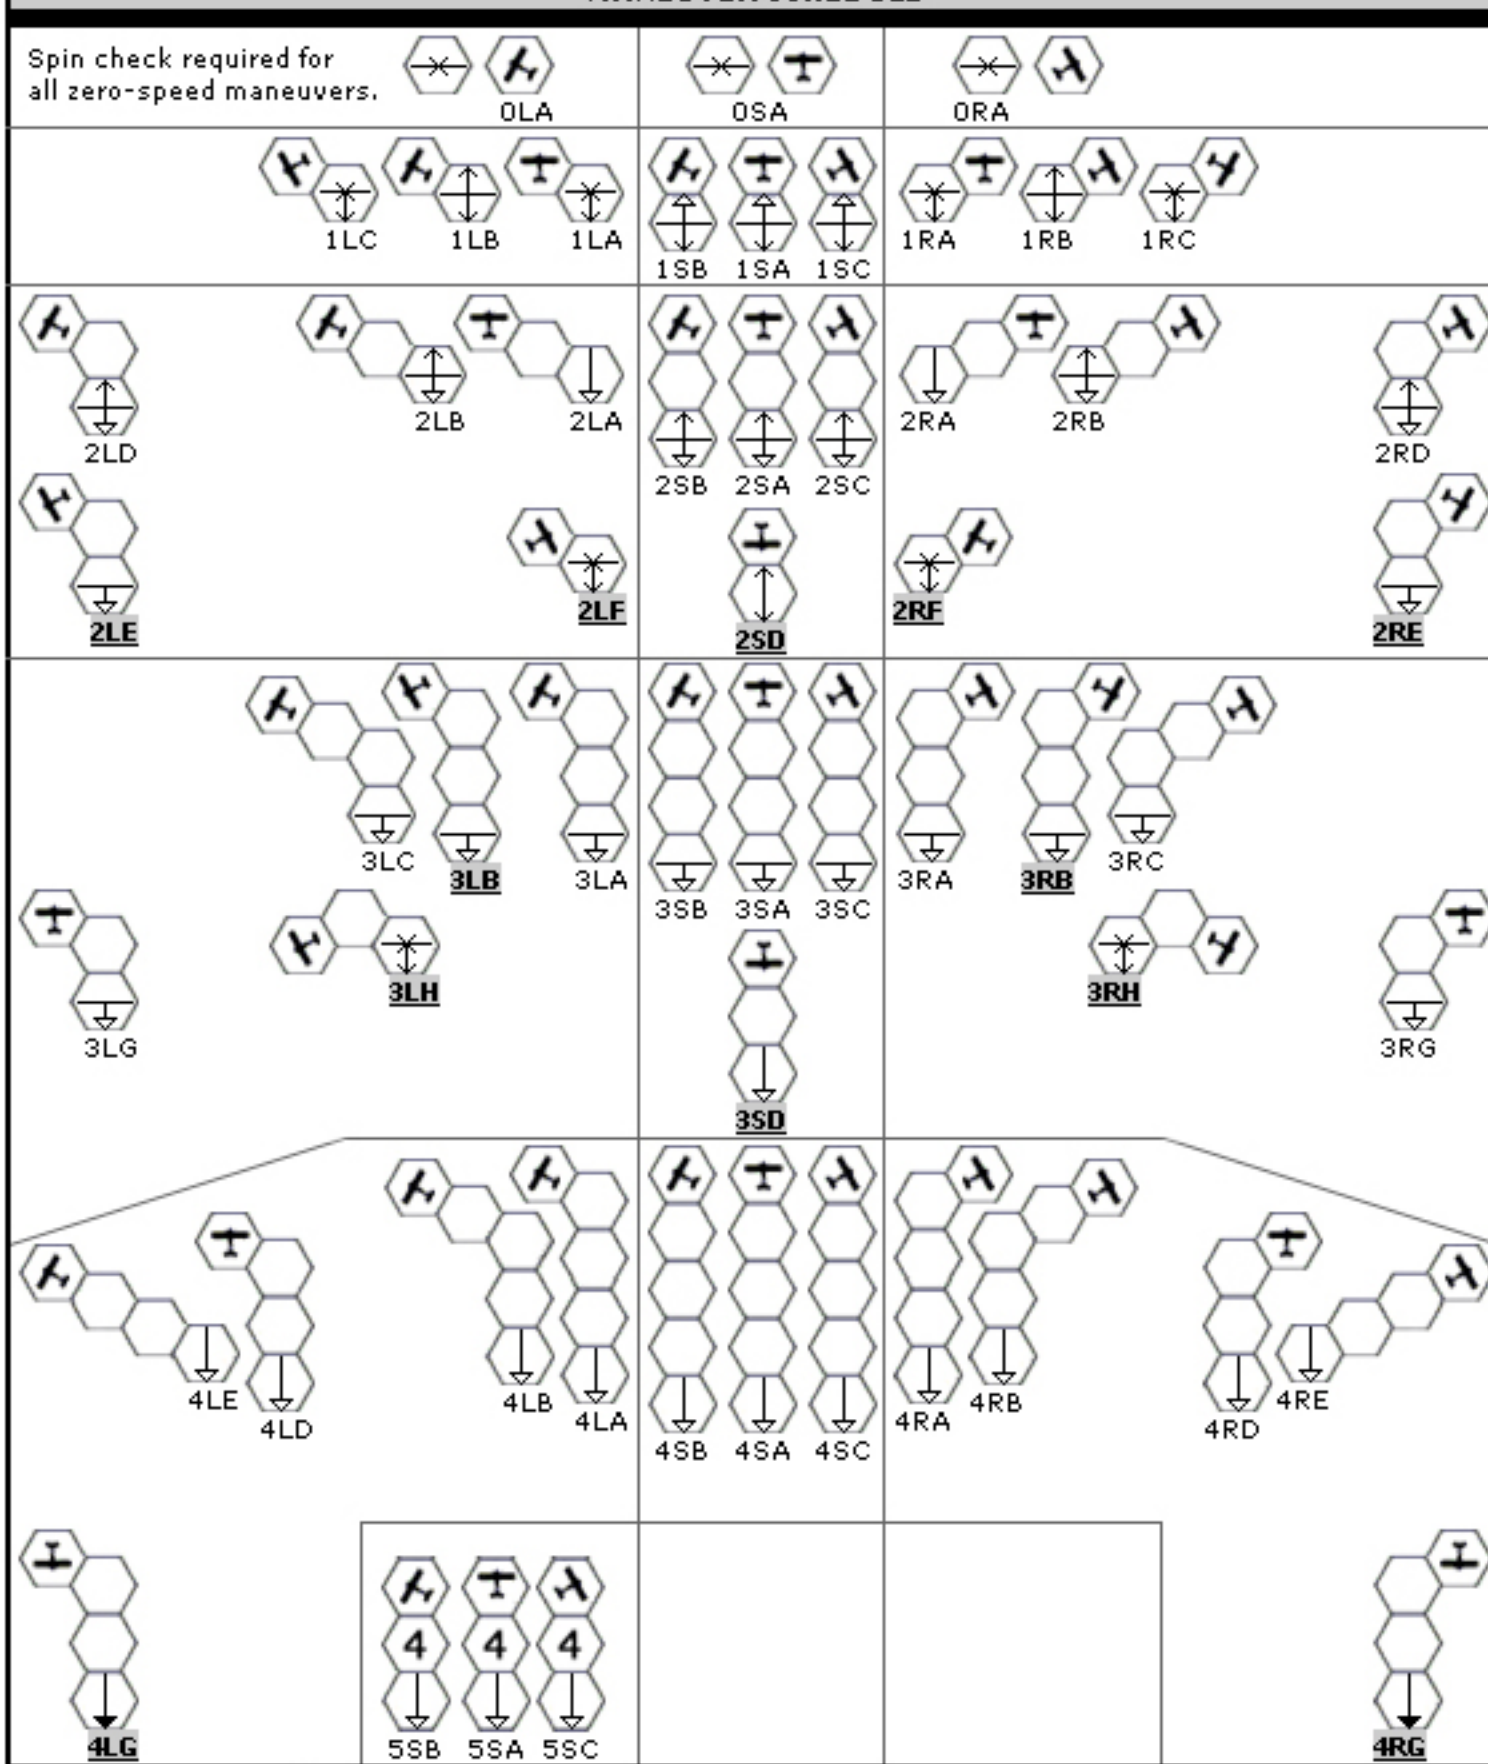 Spin check required for
all zero-speed maneuvers.
0LA
0SA
0RA
1LC 1LB 1LA
1SB 1SA 1SC
1RA 1RB 1RC
2LD 2LB 2LA
2SB 2SA 2SC
2RA 2RB 2RD
2LE 2LF
2SD
2RF 2RE
3LC 3LB 3LA
3SB 3SA 3SC
3RA 3RB 3RC
3LG 3LH
3SD
3RH 3RG
4LE 4LD 4LB 4LA
4SB 4SA 4SC
4RA 4RB 4RD 4RE
4LG
4 4 4
5SB 5SA 5SC
4RG